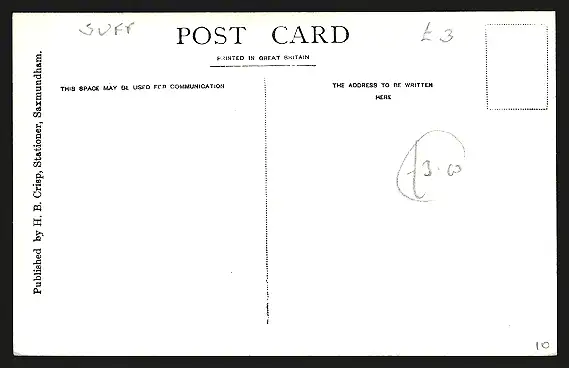 SUFF
POST CARD
£3
PRINTED IN GREAT BRITAIN
THIS SPACE MAY BE USED FOR COMMUNICATION
THE ADDRESS TO BE WRITTEN
HERE
Published by H. B. Crisp, Stationer, Saxmundham.
£3.00
10